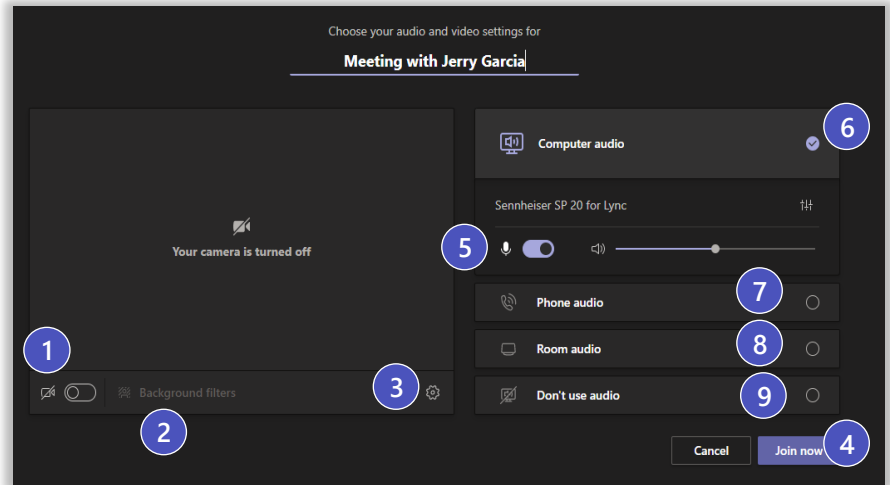 Choose your audio and video settings for
Meeting with Jerry Garcia
6
Computer audio
Sennheiser SP 20 for Lync
5
Your camera is turned off
7
Phone audio
8
Room audio
1
3
9
Background filters
Don't use audio
2
4
Cancel
Join now